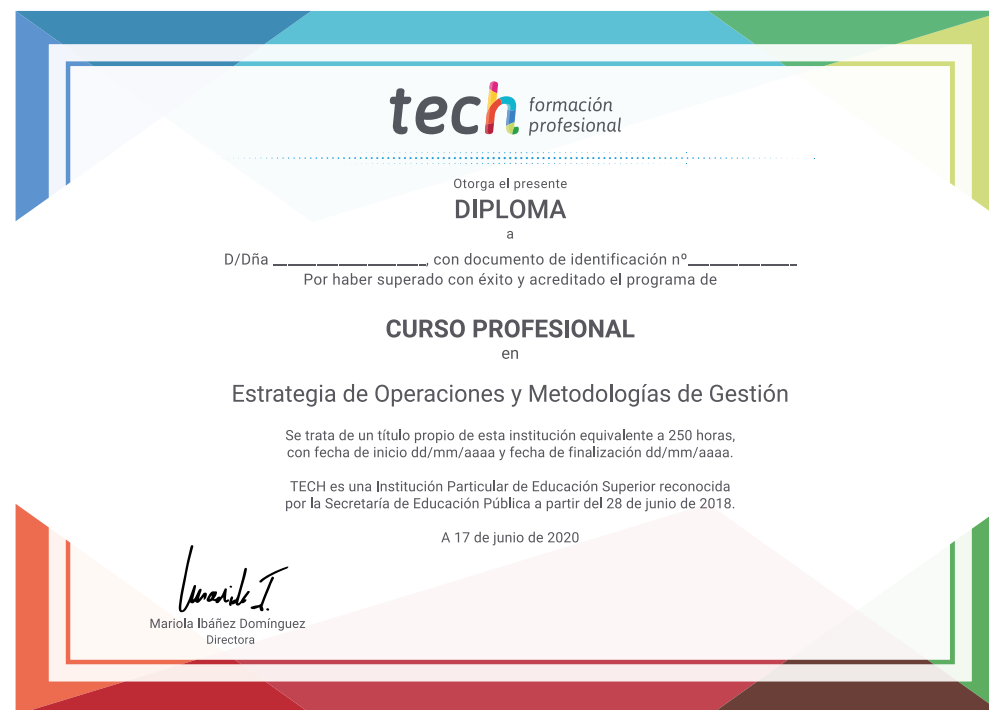 tech formación
profesional
Otorga el presente
DIPLOMA
a
D/Dña ____________________, con documento de identificación nº______________
Por haber superado con éxito y acreditado el programa de
CURSO PROFESIONAL
en
Estrategia de Operaciones y Metodologías de Gestión
Se trata de un título propio de esta institución equivalente a 250 horas,
con fecha de inicio dd/mm/aaaa y fecha de finalización dd/mm/aaaa.
TECH es una Institución Particular de Educación Superior reconocida
por la Secretaría de Educación Pública a partir del 28 de junio de 2018.
A 17 de junio de 2020
Mariola Ibáñez Domínguez
Directora